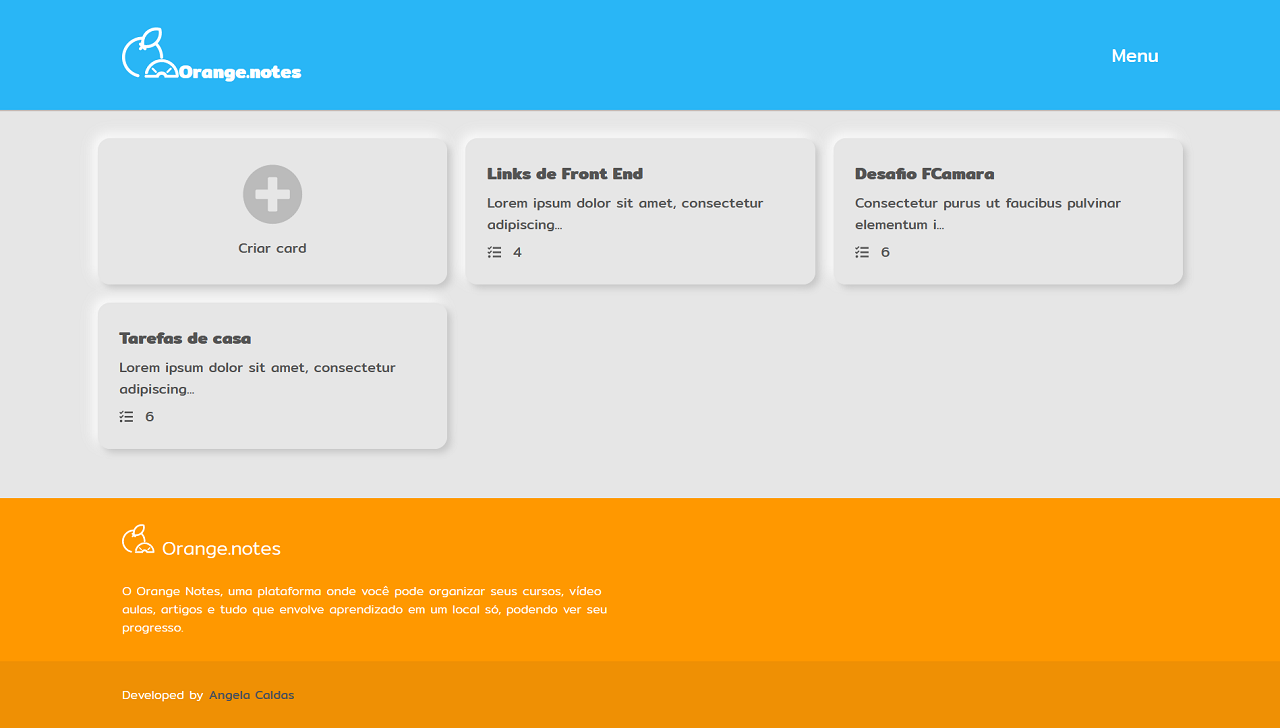 Orange.notes
Menu
Criar card
Links de Front End
Lorem ipsum dolor sit amet, consectetur
adipiscing...
4
Desafio FCamara
Consectetur purus ut faucibus pulvinar
elementum i...
6
Tarefas de casa
Lorem ipsum dolor sit amet, consectetur
adipiscing...
6
Orange.notes
O Orange Notes, uma plataforma onde você pode organizar seus cursos, vídeo
aulas, artigos e tudo que envolve aprendizado em um local só, podendo ver seu
progresso.
Developed by Angela Caldas